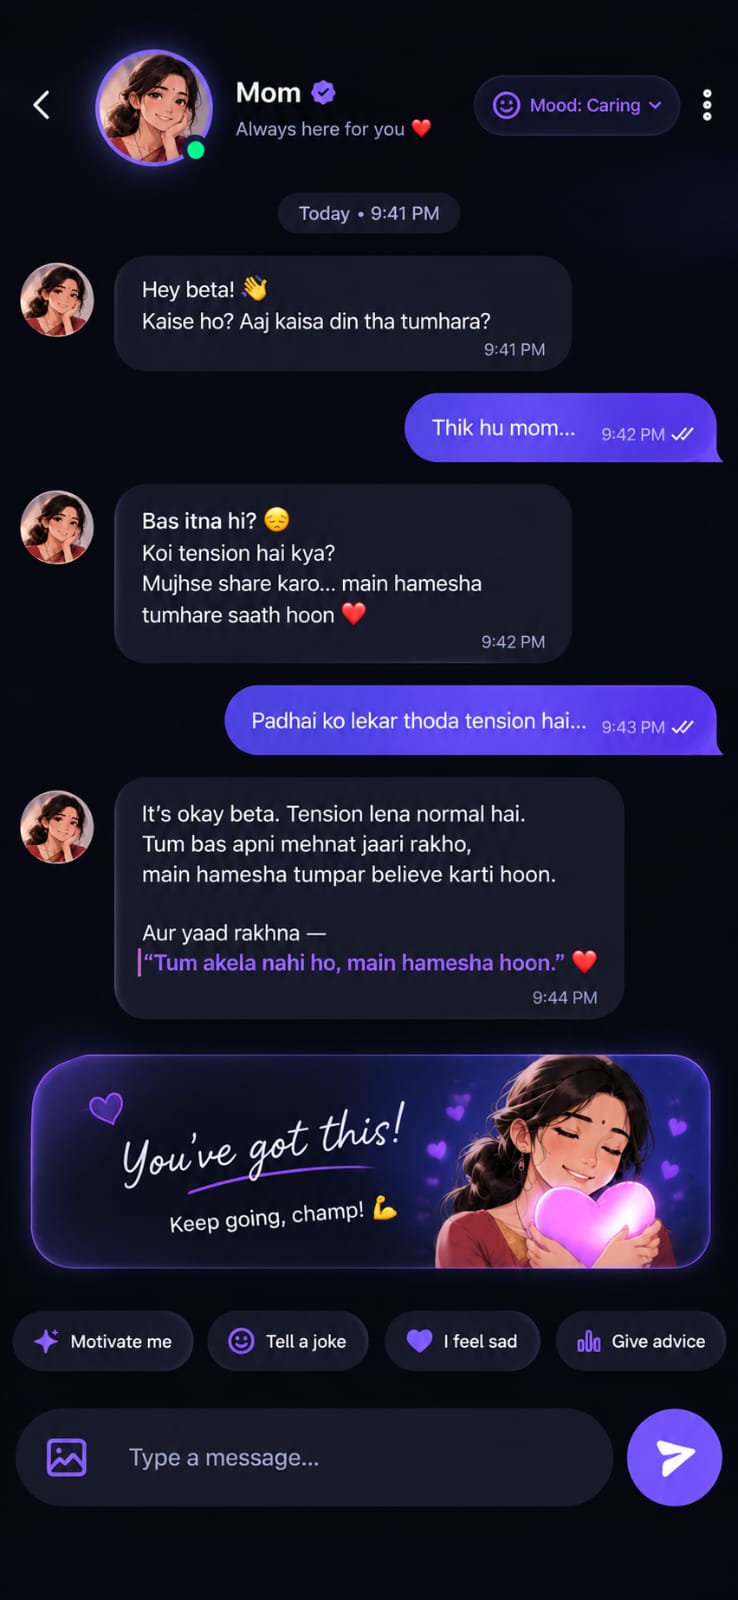 Mom
Always here for you ❤️
Mood: Caring
Today • 9:41 PM
Hey beta! 👋
Kaise ho? Aaj kaisa din tha tumhara?
9:41 PM
Thik hu mom...
9:42 PM
Bas itna hi? 😔
Koi tension hai kya?
Mujhse share karo... main hamesha
tumhare saath hoon ❤️
9:42 PM
Padhai ko lekar thoda tension hai...
9:43 PM
It's okay beta. Tension lena normal hai.
Tum bas apni mehnat jaari rakho,
main hamesha tumpar believe karti hoon.
Aur yaad rakhna —
“Tum akela nahi ho, main hamesha hoon.” ❤️
9:44 PM
You've got this!
Keep going, champ! 💪
Motivate me
Tell a joke
I feel sad
Give advice
Type a message...